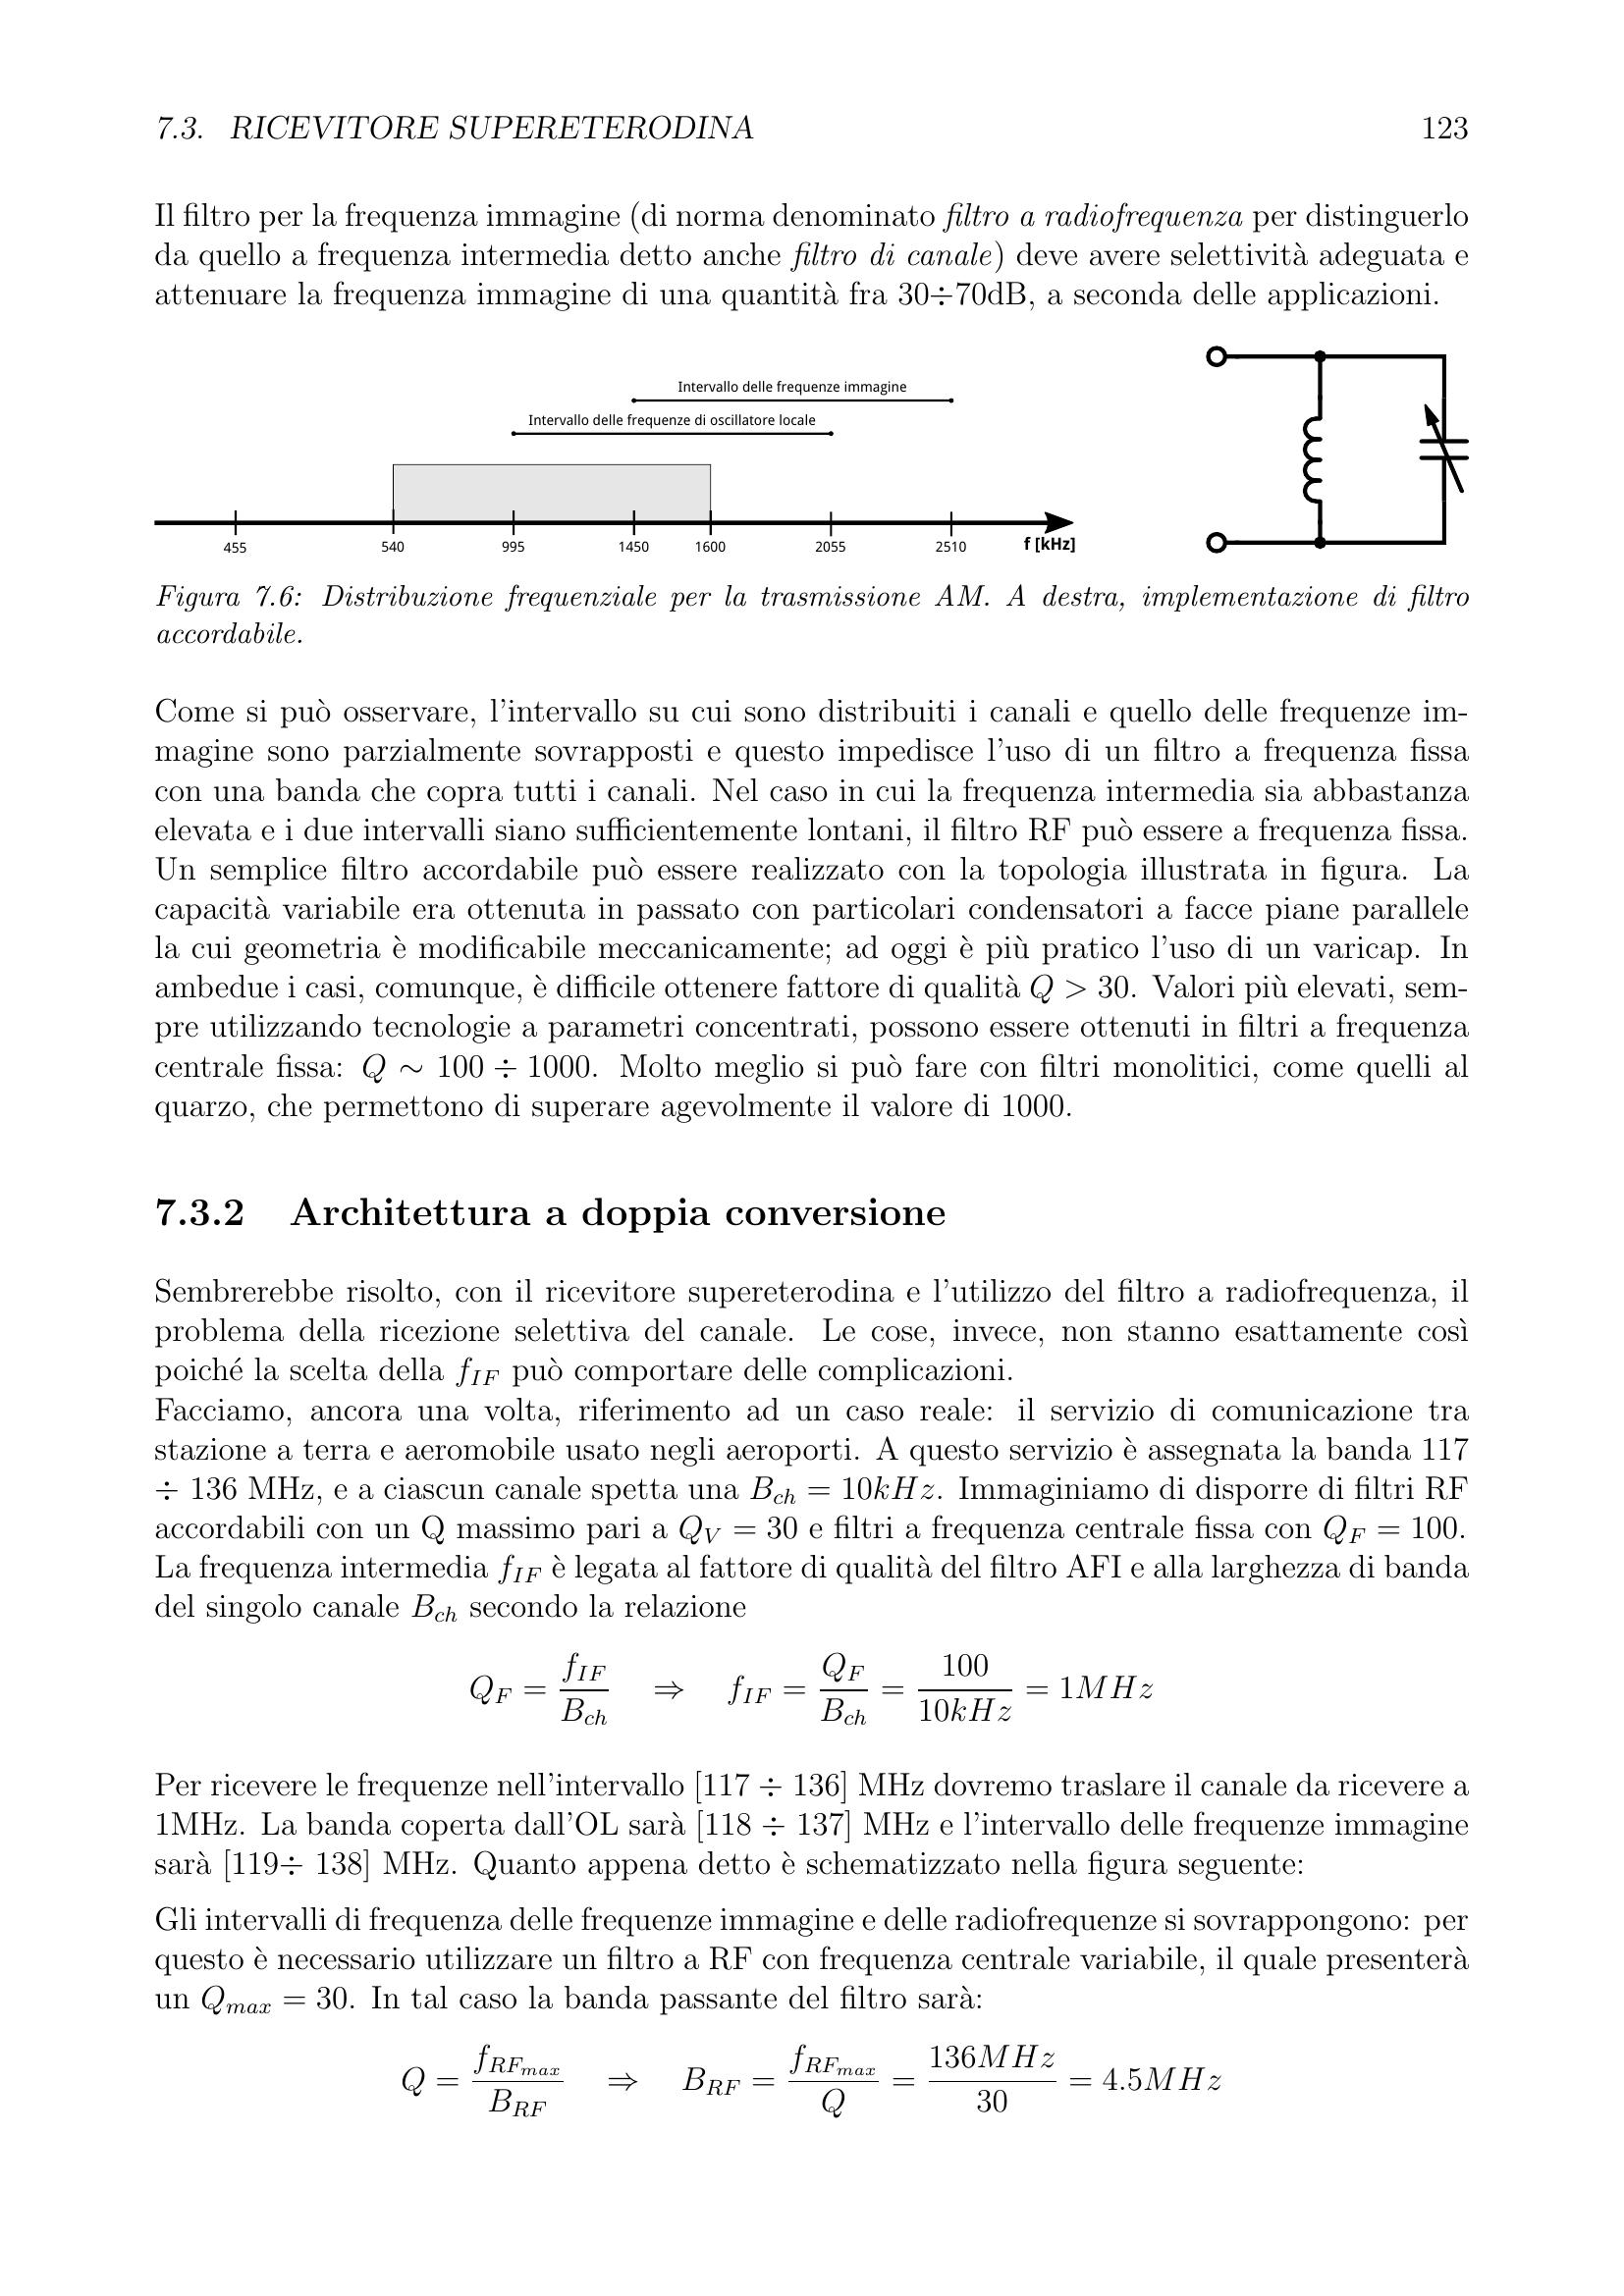 7.3. RICEVITORE SUPERETERODINA 123
Il filtro per la frequenza immagine (di norma denominato filtro a radiofrequenza per distinguerlo
da quello a frequenza intermedia detto anche filtro di canale) deve avere selettività adeguata e
attenuare la frequenza immagine di una quantità fra 30÷70dB, a seconda delle applicazioni.
Intervallo delle frequenze immagine
Intervallo delle frequenze di oscillatore locale
455 540 995 1450 1600 2055 2510 f [kHz]
Figura 7.6: Distribuzione frequenziale per la trasmissione AM. A destra, implementazione di filtro
accordabile.
Come si può osservare, l'intervallo su cui sono distribuiti i canali e quello delle frequenze im-
magine sono parzialmente sovrapposti e questo impedisce l'uso di un filtro a frequenza fissa
con una banda che copra tutti i canali. Nel caso in cui la frequenza intermedia sia abbastanza
elevata e i due intervalli siano sufficientemente lontani, il filtro RF può essere a frequenza fissa.
Un semplice filtro accordabile può essere realizzato con la topologia illustrata in figura. La
capacità variabile era ottenuta in passato con particolari condensatori a facce piane parallele
la cui geometria è modificabile meccanicamente; ad oggi è più pratico l'uso di un varicap. In
ambedue i casi, comunque, è difficile ottenere fattore di qualità Q > 30. Valori più elevati, sem-
pre utilizzando tecnologie a parametri concentrati, possono essere ottenuti in filtri a frequenza
centrale fissa: Q ∼ 100 ÷ 1000. Molto meglio si può fare con filtri monolitici, come quelli al
quarzo, che permettono di superare agevolmente il valore di 1000.
7.3.2 Architettura a doppia conversione
Sembrerebbe risolto, con il ricevitore supereterodina e l'utilizzo del filtro a radiofrequenza, il
problema della ricezione selettiva del canale. Le cose, invece, non stanno esattamente così
poiché la scelta della f_{IF} può comportare delle complicazioni.
Facciamo, ancora una volta, riferimento ad un caso reale: il servizio di comunicazione tra
stazione a terra e aeromobile usato negli aeroporti. A questo servizio è assegnata la banda 117
÷ 136 MHz, e a ciascun canale spetta una B_{ch} = 10kHz. Immaginiamo di disporre di filtri RF
accordabili con un Q massimo pari a Q_V = 30 e filtri a frequenza centrale fissa con Q_F = 100.
La frequenza intermedia f_{IF} è legata al fattore di qualità del filtro AFI e alla larghezza di banda
del singolo canale B_{ch} secondo la relazione
Q_F = \frac{f_{IF}}{B_{ch}} ⇒ f_{IF} = \frac{Q_F}{B_{ch}} = \frac{100}{10kHz} = 1MHz
Per ricevere le frequenze nell'intervallo [117 ÷ 136] MHz dovremo traslare il canale da ricevere a
1MHz. La banda coperta dall'OL sarà [118 ÷ 137] MHz e l'intervallo delle frequenze immagine
sarà [119÷ 138] MHz. Quanto appena detto è schematizzato nella figura seguente:
Gli intervalli di frequenza delle frequenze immagine e delle radiofrequenze si sovrappongono: per
questo è necessario utilizzare un filtro a RF con frequenza centrale variabile, il quale presenterà
un Q_{max} = 30. In tal caso la banda passante del filtro sarà:
Q = \frac{f_{RF_{max}}}{B_{RF}} ⇒ B_{RF} = \frac{f_{RF_{max}}}{Q} = \frac{136MHz}{30} = 4.5MHz